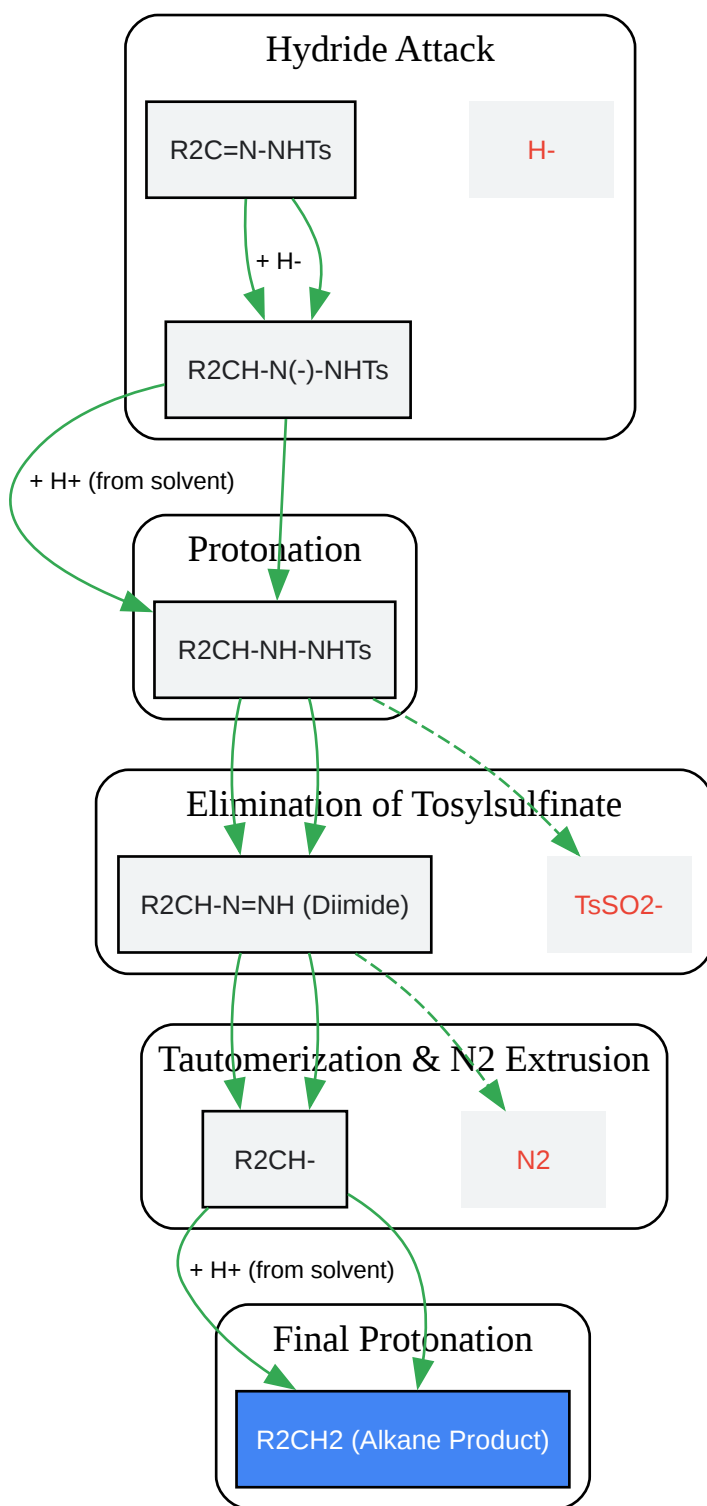 Hydride Attack
R2C=N-NHTs
H-
+ H-
R2CH-N(-)-NHTs
+ H+ (from solvent)
Protonation
R2CH-NH-NHTs
Elimination of Tosylsulfinate
R2CH-N=NH (Diimide)
TsSO2-
Tautomerization & N2 Extrusion
R2CH-
N2
+ H+ (from solvent)
Final Protonation
R2CH2 (Alkane Product)